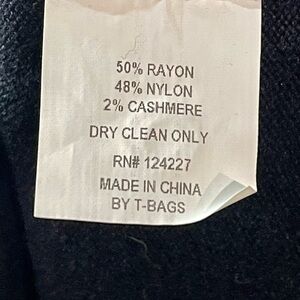 50% RAYON
48% NYLON
2% CASHMERE
DRY CLEAN ONLY
RN# 124227
MADE IN CHINA
BY T-BAGS